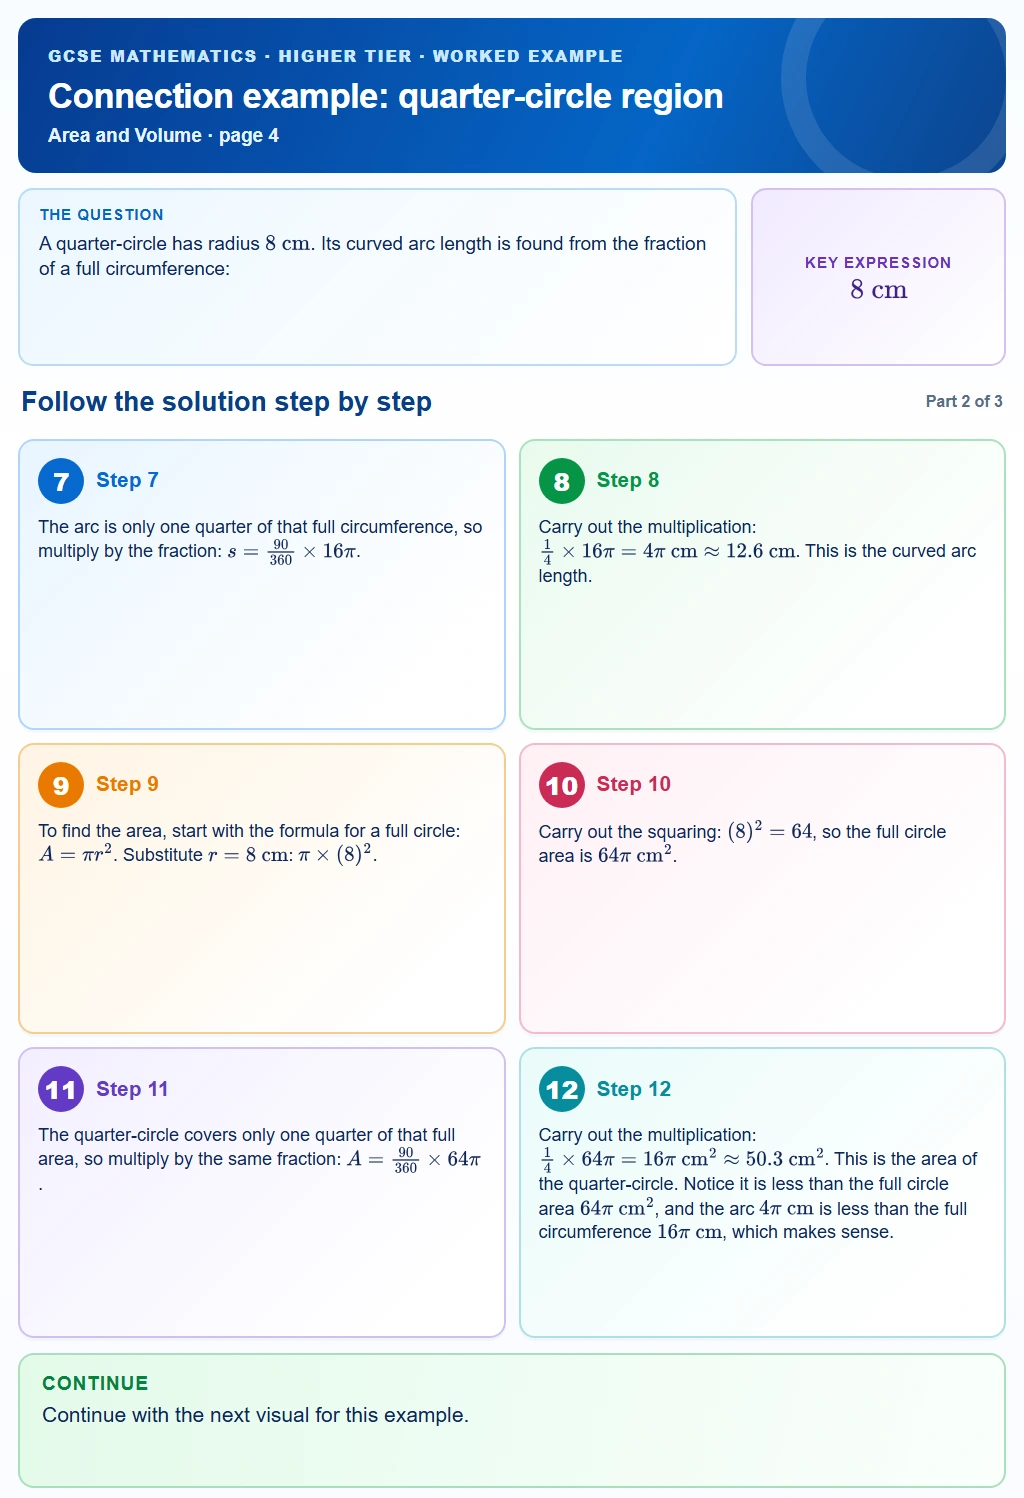 GCSE MATHEMATICS · HIGHER TIER · WORKED EXAMPLE
Connection example: quarter-circle region
Area and Volume · page 4
THE QUESTION
A quarter-circle has radius 8 cm. Its curved arc length is found from the fraction
of a full circumference:
KEY EXPRESSION
8 cm
Follow the solution step by step
Part 2 of 3
7 Step 7
The arc is only one quarter of that full circumference, so
multiply by the fraction: s = 90/360 × 16π.
8 Step 8
Carry out the multiplication:
1/4 × 16π = 4π cm ≈ 12.6 cm. This is the curved arc
length.
9 Step 9
To find the area, start with the formula for a full circle:
A = πr². Substitute r = 8 cm: π × (8)².
10 Step 10
Carry out the squaring: (8)² = 64, so the full circle
area is 64π cm².
11 Step 11
The quarter-circle covers only one quarter of that full
area, so multiply by the same fraction: A = 90/360 × 64π
.
12 Step 12
Carry out the multiplication:
1/4 × 64π = 16π cm² ≈ 50.3 cm². This is the area of
the quarter-circle. Notice it is less than the full circle
area 64π cm², and the arc 4π cm is less than the full
circumference 16π cm, which makes sense.
CONTINUE
Continue with the next visual for this example.